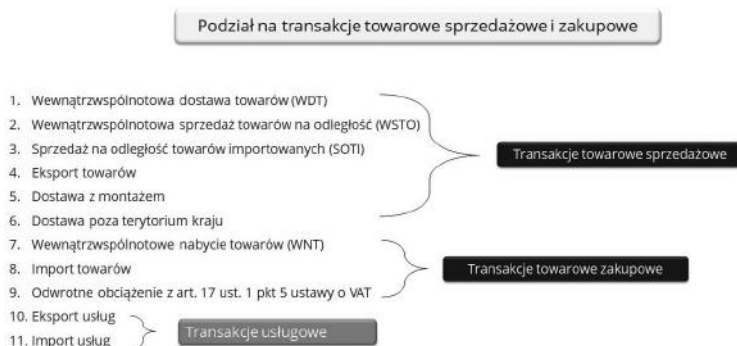 Podział na transakcje towarowe sprzedażowe i zakupowe
1. Wewnątrzwspólnotowa dostawa towarów (WDT)
2. Wewnątrzwspólnotowa sprzedaż towarów na odległość (WSTO)
3. Sprzedaż na odległość towarów importowanych (SOTI)
4. Eksport towarów
5. Dostawa z montażem
6. Dostawa poza terytorium kraju
Transakcje towarowe sprzedażowe
7. Wewnątrzwspólnotowe nabycie towarów (WNT)
8. Import towarów
9. Odwrotne obciążenie z art. 17 ust. 1 pkt 5 ustawy o VAT
Transakcje towarowe zakupowe
10. Eksport usług
11. Import usług
Transakcje usługowe